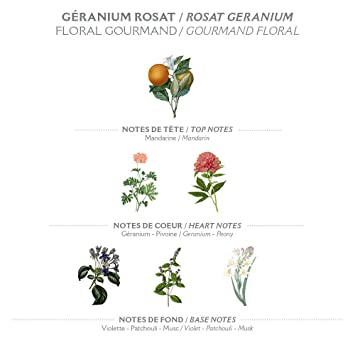 GÉRANIUM ROSAT / ROSAT GERANIUM
FLORAL GOURMAND / GOURMAND FLORAL
NOTES DE TÊTE / TOP NOTES
Mandarine / Mandarin
NOTES DE COEUR / HEART NOTES
Géranium - Pivoine / Geranium - Peony
NOTES DE FOND / BASE NOTES
Violette - Patchouli - Musc / Violet - Patchouli - Musk